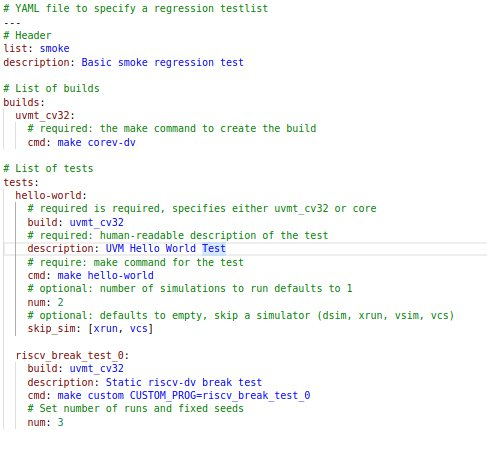 # YAML file to specify a regression testlist
---
# Header
list: smoke
description: Basic smoke regression test

# List of builds
builds:
  uvmt_cv32:
    # required: the make command to create the build
    cmd: make corev-dv

# List of tests
tests:
  hello-world:
    # required is required, specifies either uvmt_cv32 or core
    build: uvmt_cv32
    # required: human-readable description of the test
    description: UVM Hello World Test
    # require: make command for the test
    cmd: make hello-world
    # optional: number of simulations to run defaults to 1
    num: 2
    # optional: defaults to empty, skip a simulator (dsim, xrun, vsim, vcs)
    skip_sim: [xrun, vcs]

  riscv_break_test_0:
    build: uvmt_cv32
    description: Static riscv-dv break test
    cmd: make custom CUSTOM_PROG=riscv_break_test_0
    # Set number of runs and fixed seeds
    num: 3